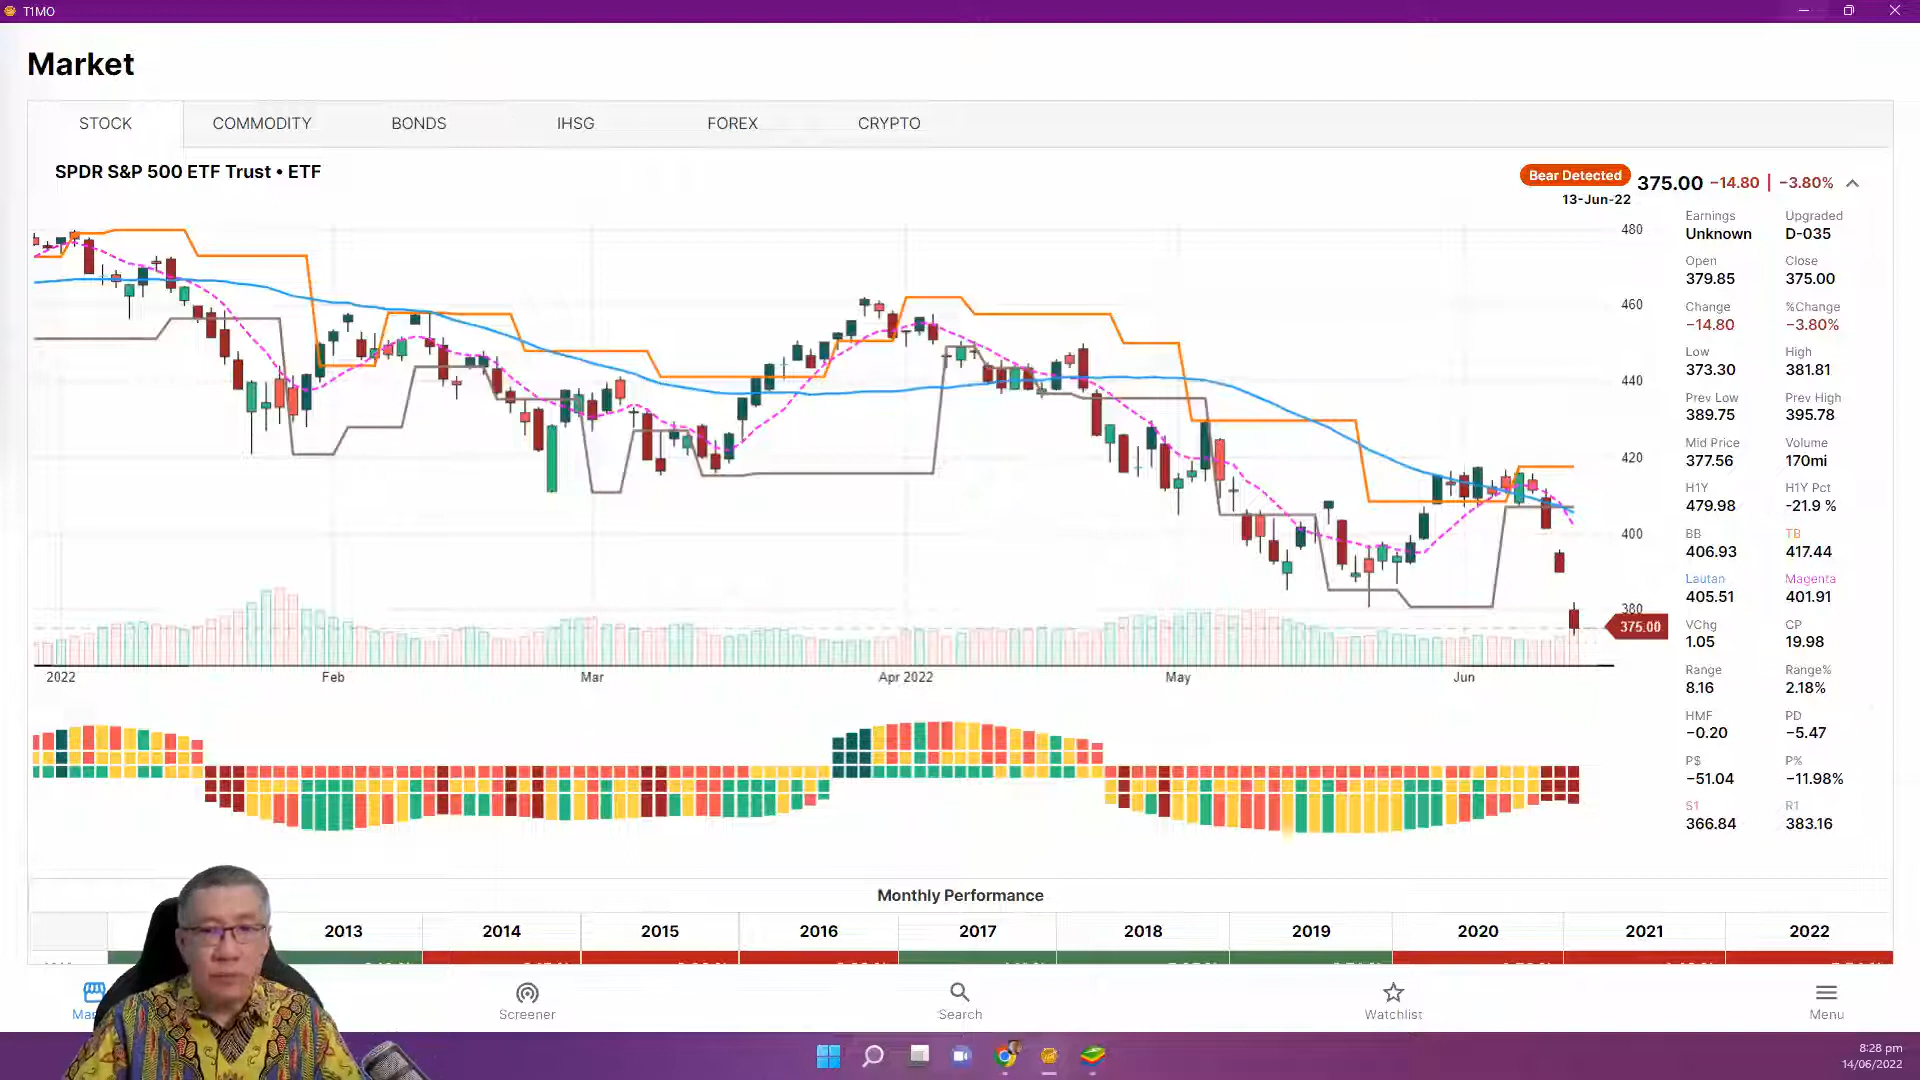 T1MO
Market
STOCK COMMODITY BONDS IHSG FOREX CRYPTO
SPDR S&P 500 ETF Trust • ETF
Bear Detected 375.00 −14.80 | −3.80%
13-Jun-22
480
460
440
420
400
380
375.00
Earnings Upgraded
Unknown D-035
Open Close
379.85 375.00
Change %Change
−14.80 −3.80%
Low High
373.30 381.81
Prev Low Prev High
389.75 395.78
Mid Price Volume
377.56 170mi
H1Y H1Y Pct
479.98 -21.9 %
BB TB
406.93 417.44
Lautan Magenta
405.51 401.91
VChg CP
1.05 19.98
Range Range%
8.16 2.18%
HMF PD
−0.20 −5.47
P$ P%
−51.04 −11.98%
S1 R1
366.84 383.16
2022 Feb Mar Apr 2022 May Jun
Monthly Performance
2013 2014 2015 2016 2017 2018 2019 2020 2021 2022
Screener Search Watchlist Menu
8:28 pm
14/06/2022